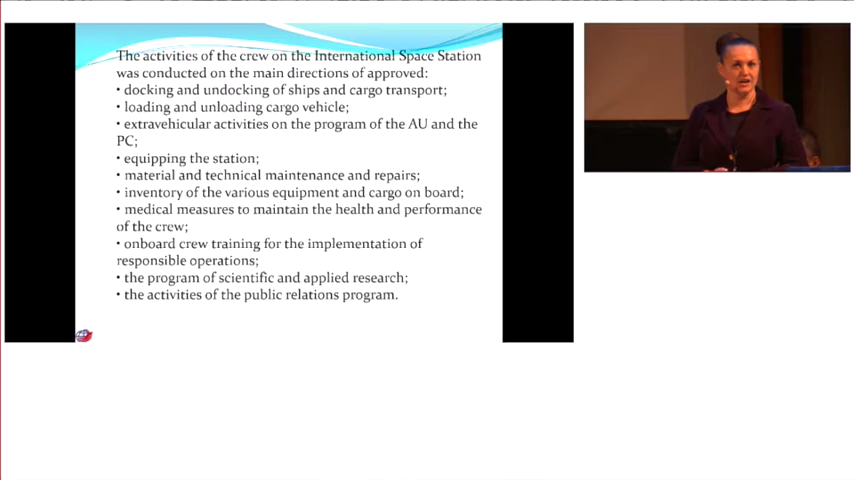 The activities of the crew on the International Space Station
was conducted on the main directions of approved:
• docking and undocking of ships and cargo transport;
• loading and unloading cargo vehicle;
• extravehicular activities on the program of the AU and the
PC;
• equipping the station;
• material and technical maintenance and repairs;
• inventory of the various equipment and cargo on board;
• medical measures to maintain the health and performance
of the crew;
• onboard crew training for the implementation of
responsible operations;
• the program of scientific and applied research;
• the activities of the public relations program.